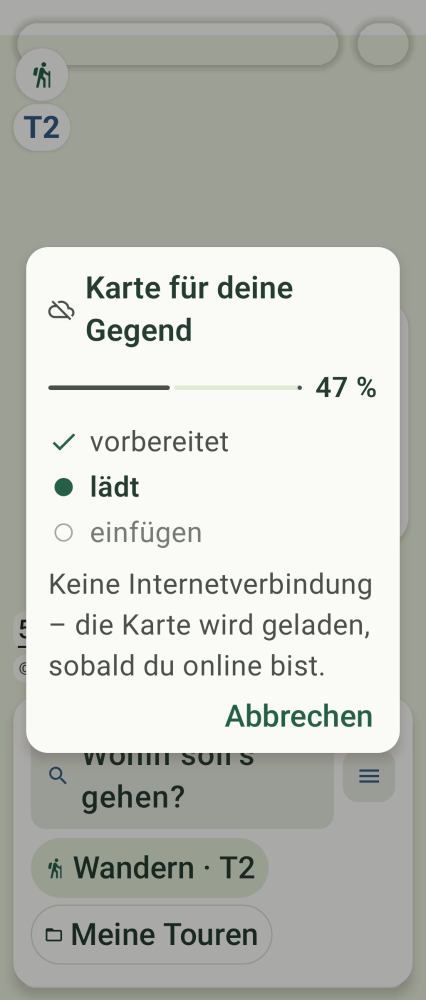 T2
Karte für deine
Gegend
47 %
vorbereitet
lädt
einfügen
Keine Internetverbindung
– die Karte wird geladen,
sobald du online bist.
Abbrechen
5
©
Wohin soll's
gehen?
Wandern · T2
Meine Touren